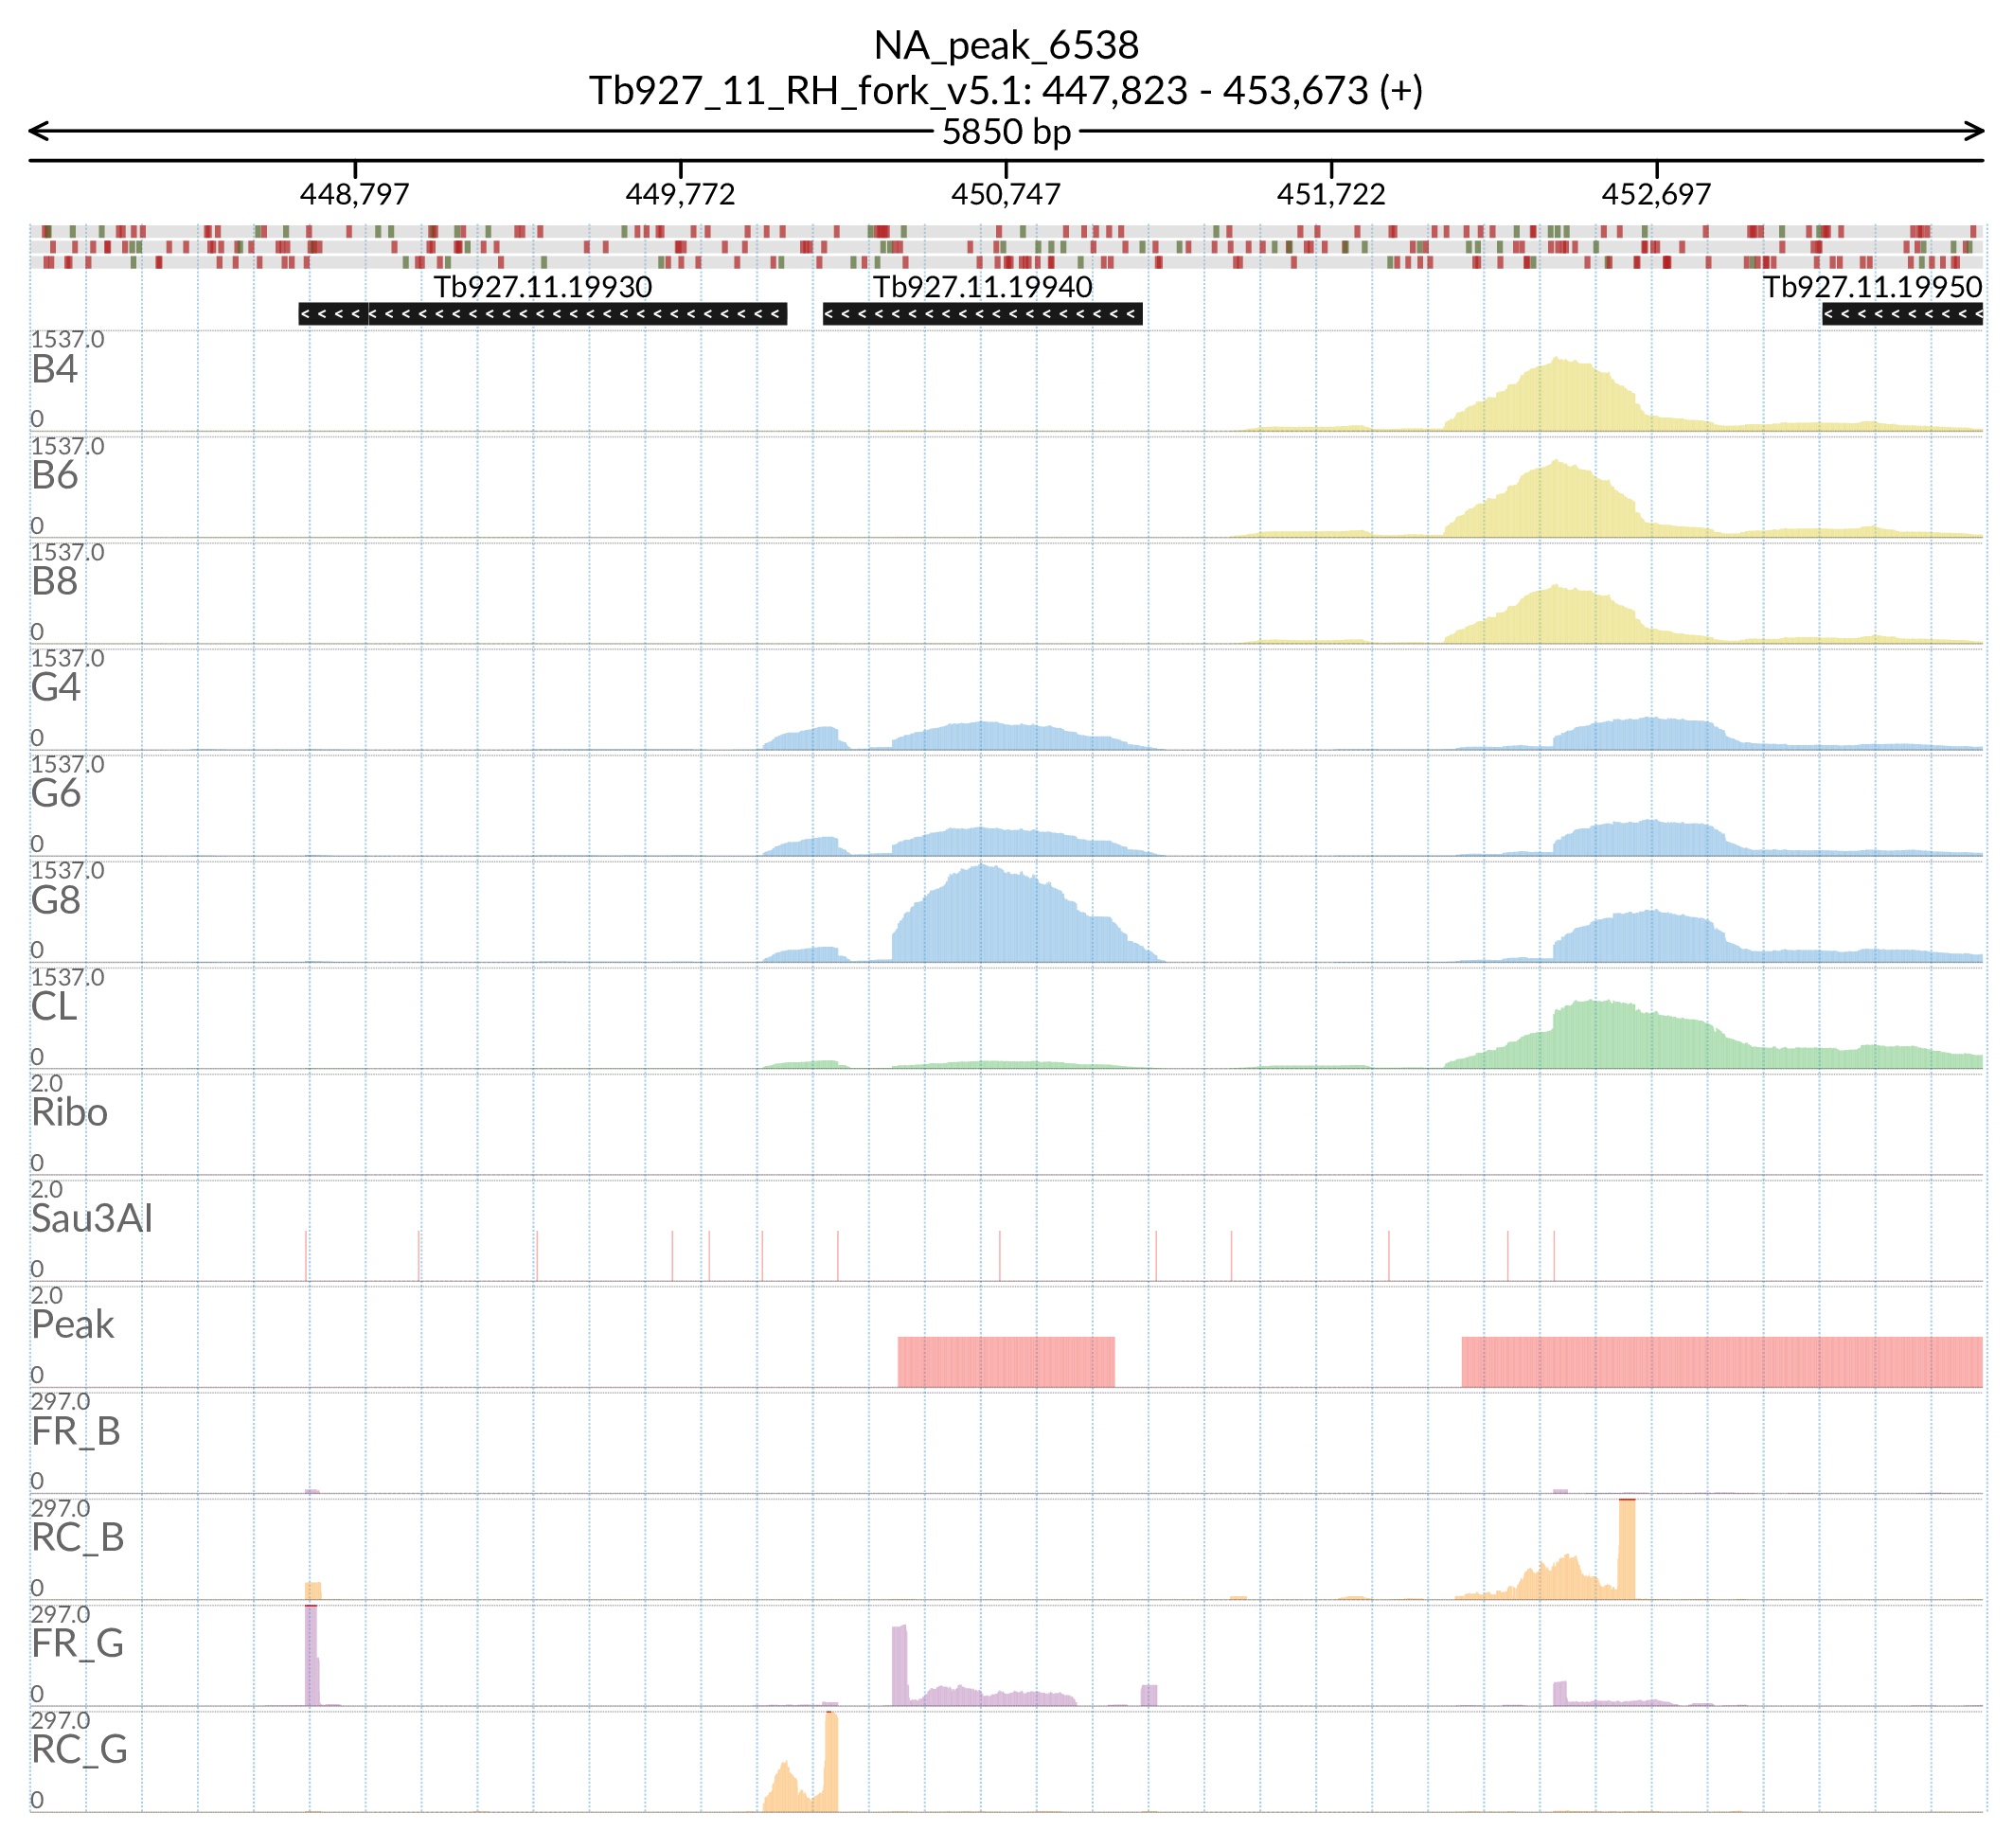 NA_peak_6538
Tb927_11_RH_fork_v5.1: 447,823 - 453,673 (+)
5850 bp
448,797 449,772 450,747 451,722 452,697
Tb927.11.19930 Tb927.11.19940 Tb927.11.19950
1537.0
B4
0
1537.0
B6
0
1537.0
B8
0
1537.0
G4
0
1537.0
G6
0
1537.0
G8
0
1537.0
CL
0
2.0
Ribo
0
2.0
Sau3AI
0
2.0
Peak
0
297.0
FR_B
0
297.0
RC_B
0
297.0
FR_G
0
297.0
RC_G
0